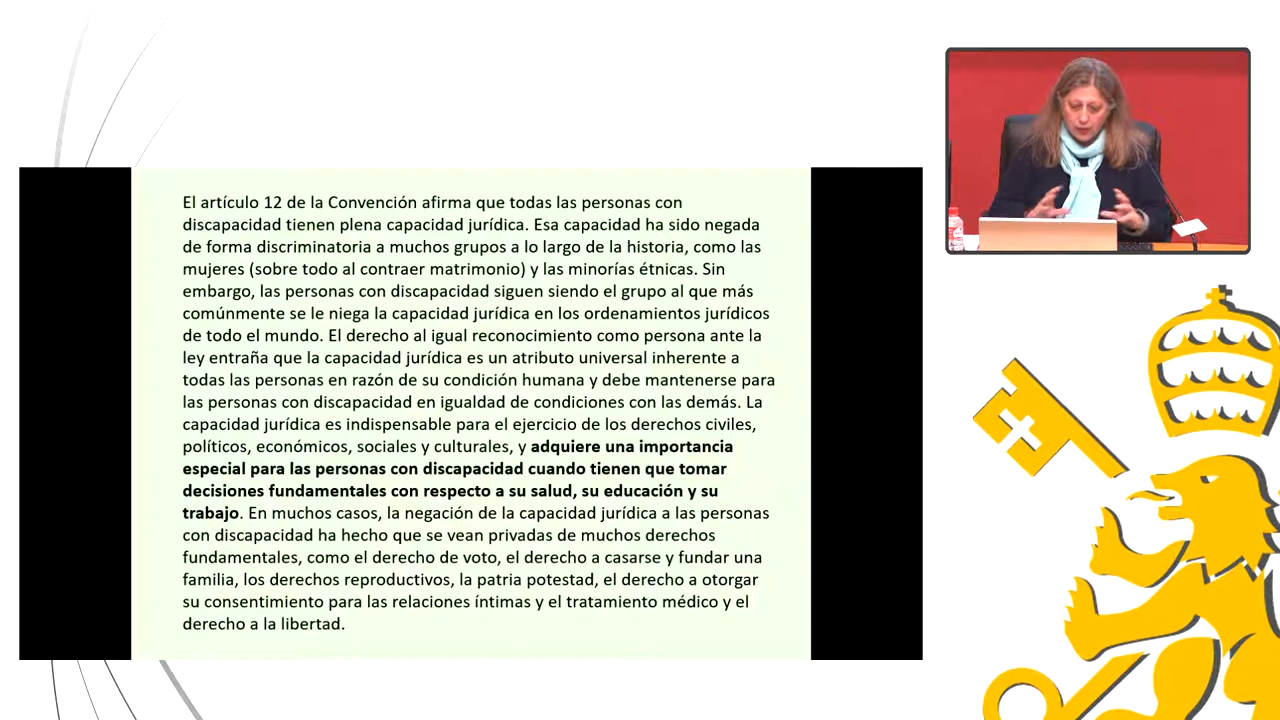 El artículo 12 de la Convención afirma que todas las personas con
discapacidad tienen plena capacidad jurídica. Esa capacidad ha sido negada
de forma discriminatoria a muchos grupos a lo largo de la historia, como las
mujeres (sobre todo al contraer matrimonio) y las minorías étnicas. Sin
embargo, las personas con discapacidad siguen siendo el grupo al que más
comúnmente se le niega la capacidad jurídica en los ordenamientos jurídicos
de todo el mundo. El derecho al igual reconocimiento como persona ante la
ley entraña que la capacidad jurídica es un atributo universal inherente a
todas las personas en razón de su condición humana y debe mantenerse para
las personas con discapacidad en igualdad de condiciones con las demás. La
capacidad jurídica es indispensable para el ejercicio de los derechos civiles,
políticos, económicos, sociales y culturales, y adquiere una importancia
especial para las personas con discapacidad cuando tienen que tomar
decisiones fundamentales con respecto a su salud, su educación y su
trabajo. En muchos casos, la negación de la capacidad jurídica a las personas
con discapacidad ha hecho que se vean privadas de muchos derechos
fundamentales, como el derecho de voto, el derecho a casarse y fundar una
familia, los derechos reproductivos, la patria potestad, el derecho a otorgar
su consentimiento para las relaciones íntimas y el tratamiento médico y el
derecho a la libertad.